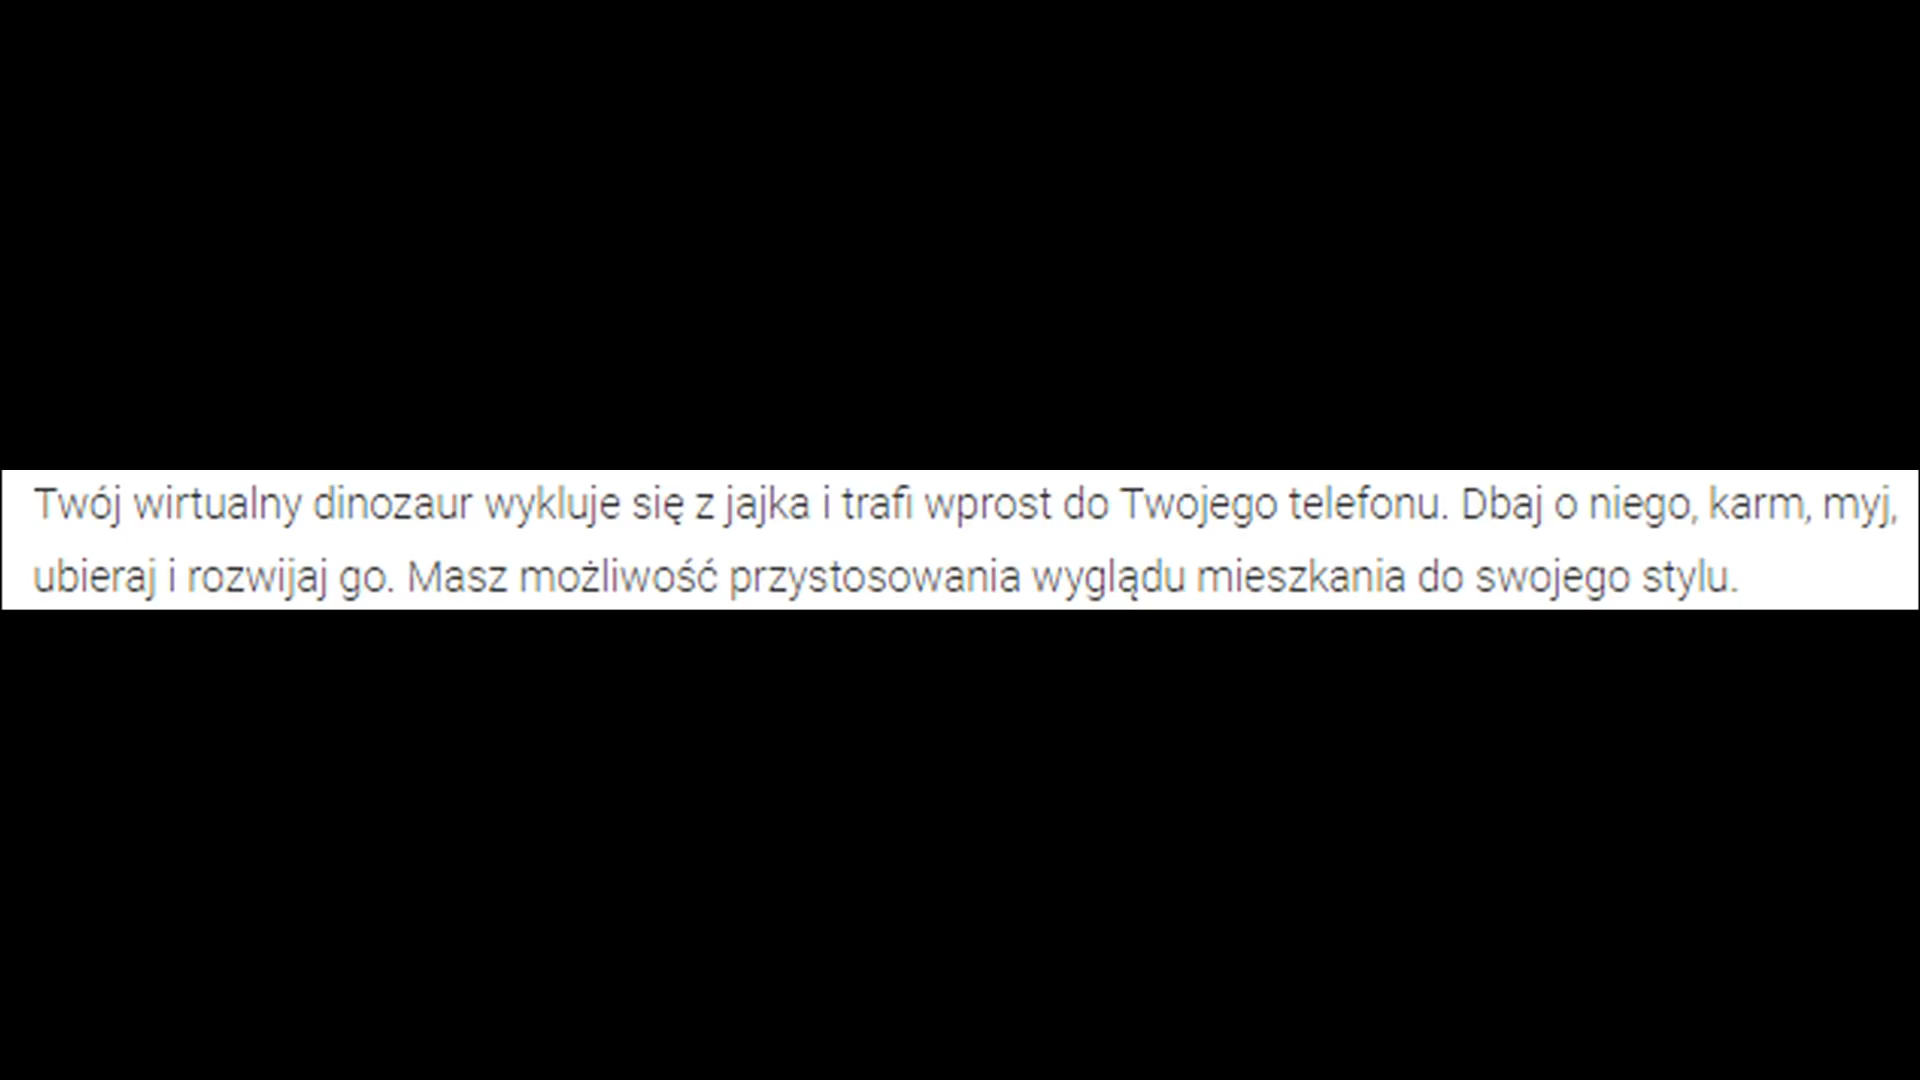 Twój wirtualny dinozaur wykluje się z jajka i trafi wprost do Twojego telefonu. Dbaj o niego, karm, myj,
ubieraj i rozwijaj go. Masz możliwość przystosowania wyglądu mieszkania do swojego stylu.